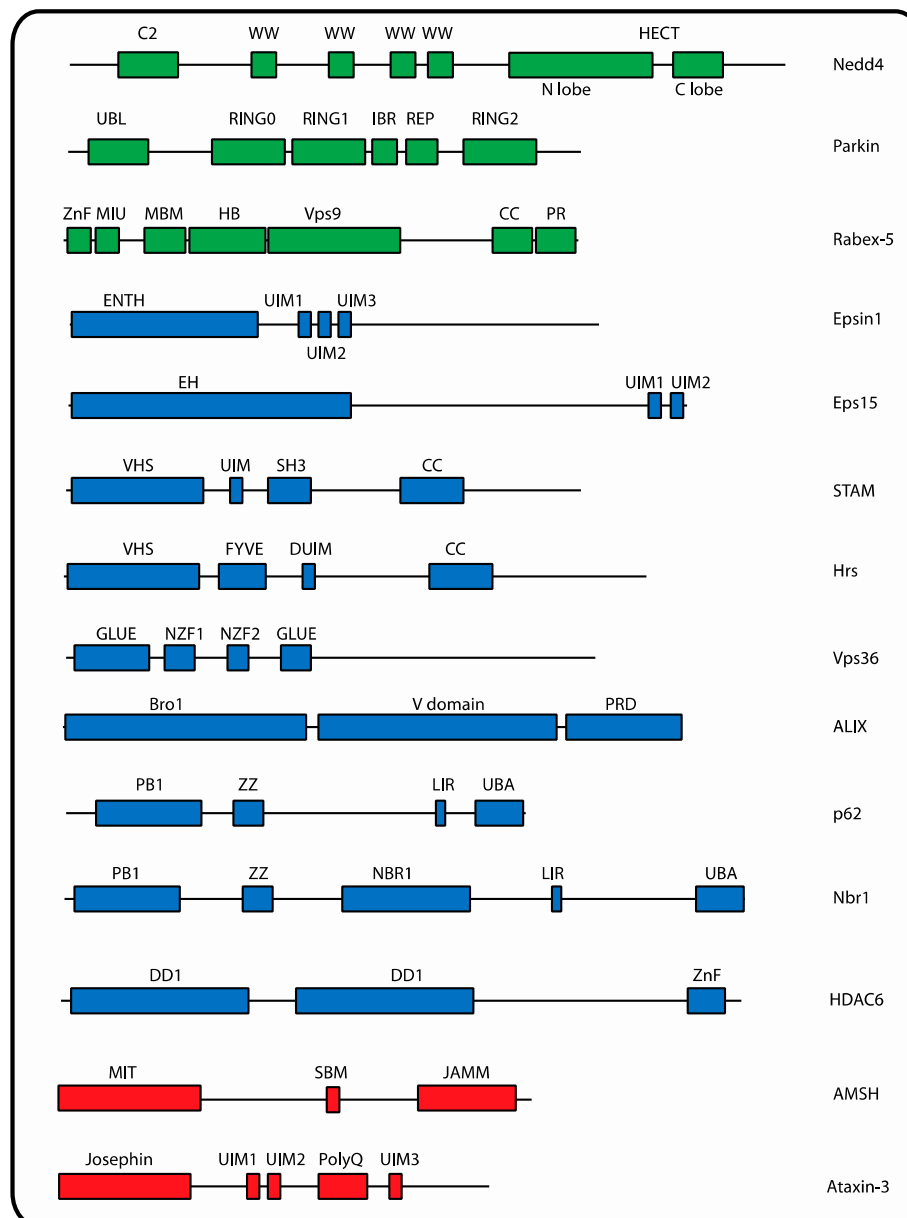 C2 WW WW WW WW HECT
Nedd4
N lobe C lobe
UBL RING0 RING1 IBR REP RING2
Parkin
ZnF MIU MBM HB Vps9 CC PR
Rabex-5
ENTH UIM1 UIM3
Epsin1
UIM2
EH UIM1 UIM2
Eps15
VHS UIM SH3 CC
STAM
VHS FYVE DUIM CC
Hrs
GLUE NZF1 NZF2 GLUE
Vps36
Bro1 V domain PRD
ALIX
PB1 ZZ LIR UBA
p62
PB1 ZZ NBR1 LIR UBA
Nbr1
DD1 DD1 ZnF
HDAC6
MIT SBM JAMM
AMSH
Josephin UIM1 UIM2 PolyQ UIM3
Ataxin-3